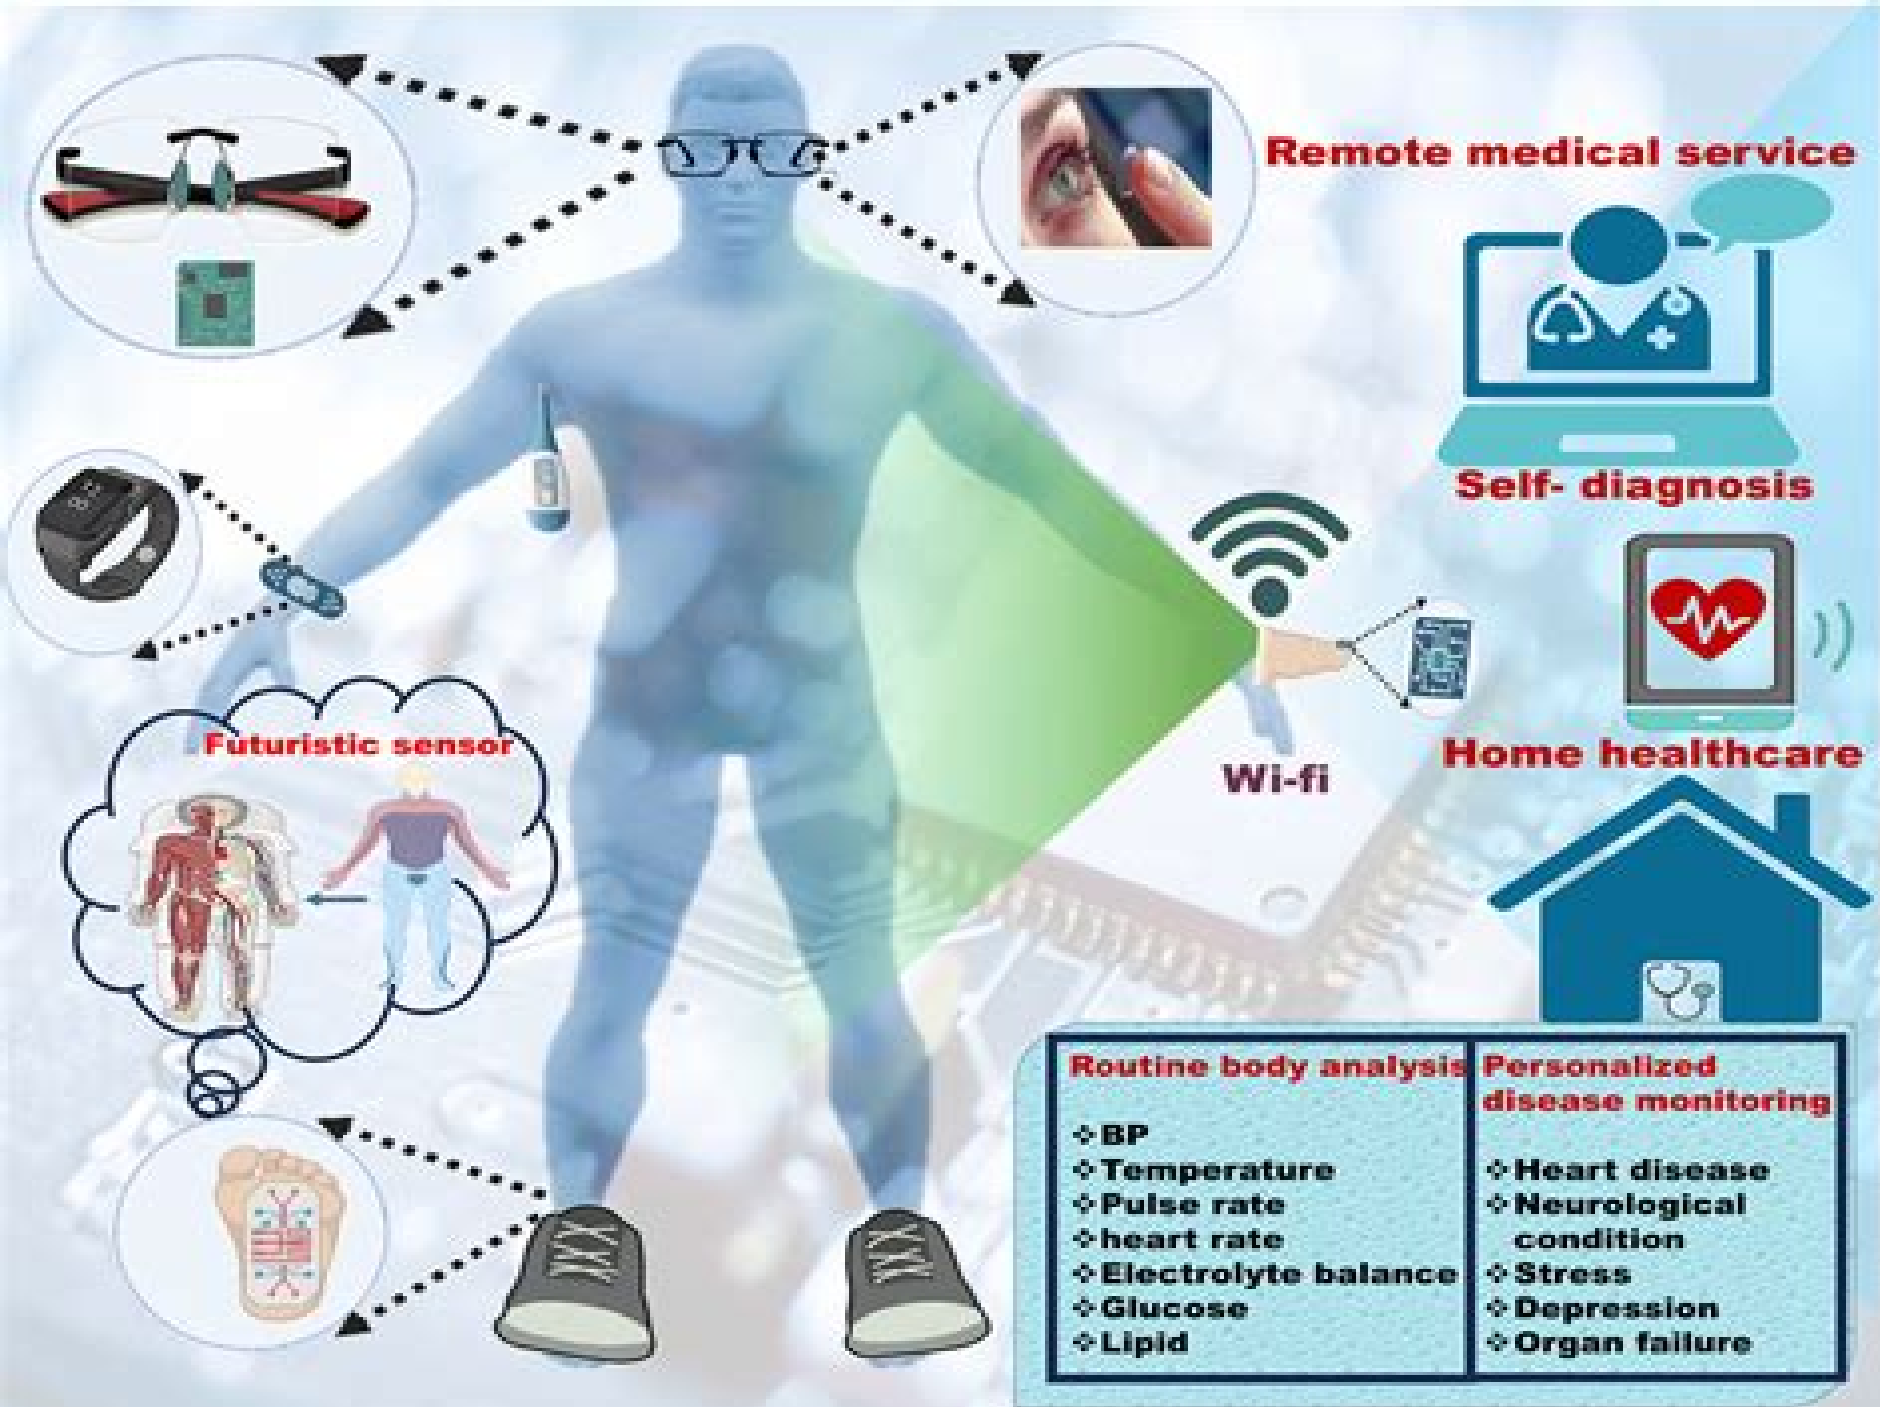 Remote medical service
Self- diagnosis
Futuristic sensor
Wi-fi
Home healthcare
Routine body analysis
❖BP
❖Temperature
❖Pulse rate
❖heart rate
❖Electrolyte balance
❖Glucose
❖Lipid
Personalized
disease monitoring
❖Heart disease
❖Neurological
condition
❖Stress
❖Depression
❖Organ failure